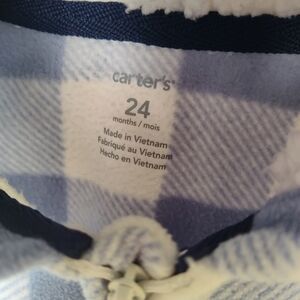 carter's
24
months / mois
Made in Vietnam
Fabriqué au Vietnam
Hecho en Vietnam